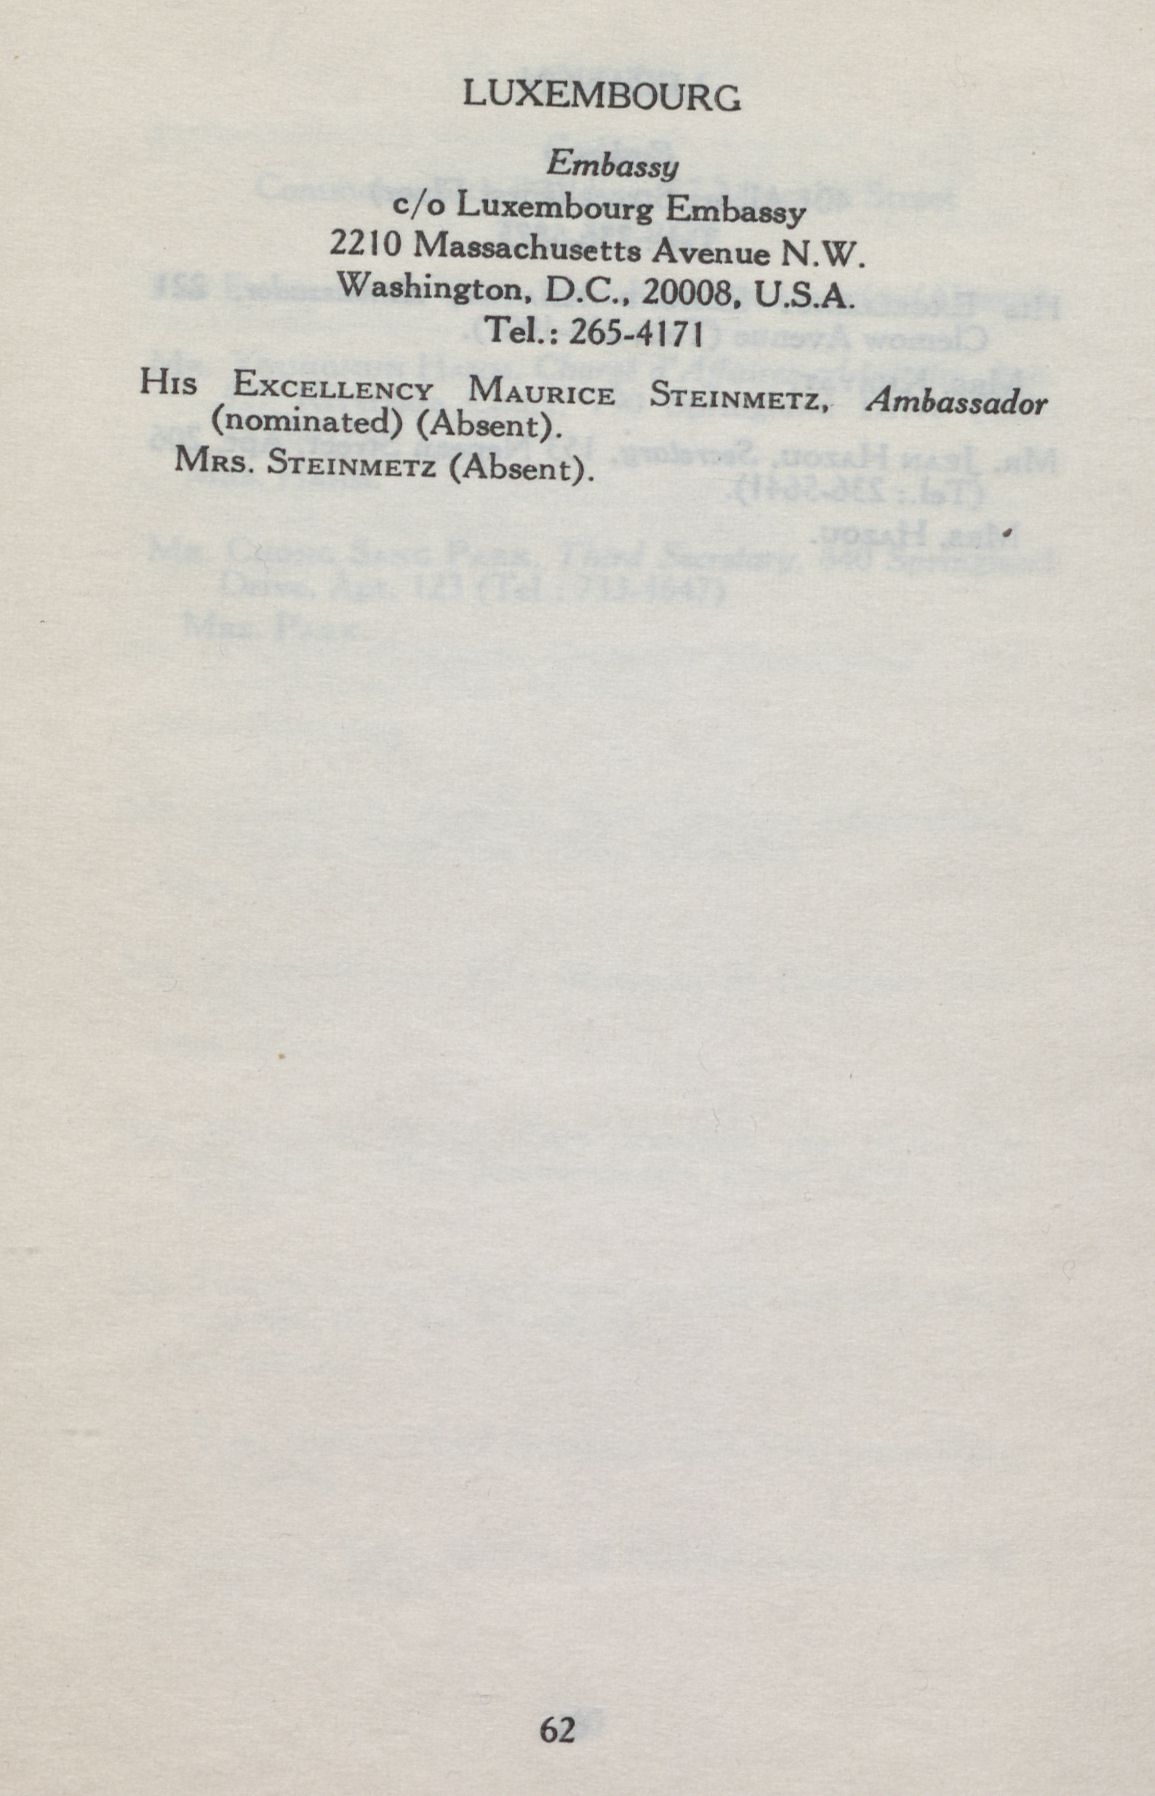 LUXEMBOURG
Embassy
c/o Luxembourg Embassy
2210 Massachusetts Avenue N.W.
Washington, D.C., 20008, U.S.A.
Tel.: 265-4171
HIS EXCELLENCY MAURICE STEINMETZ, Ambassador
(nominated) (Absent).
MRS. STEINMETZ (Absent).
62